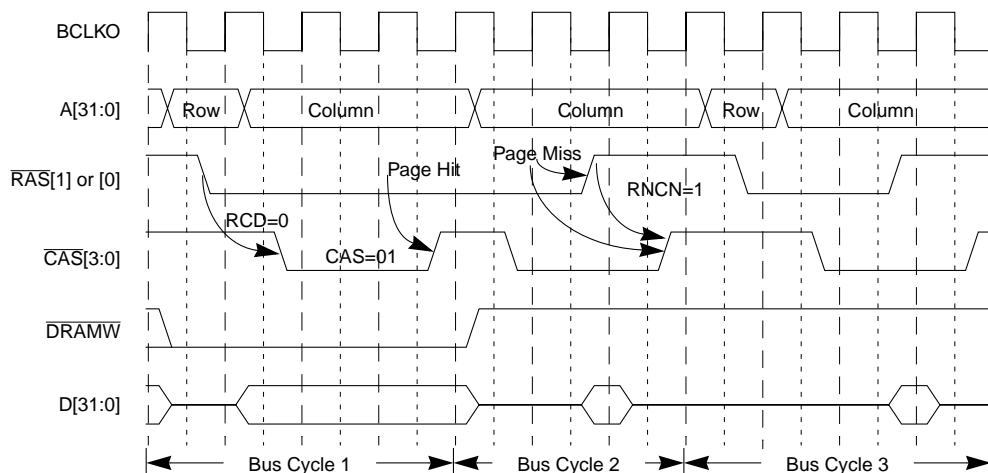 BCLKO
A[31:0] Row Column Column Row Column
RAS[1] or [0] Page Hit Page Miss RNCN=1
RCD=0
CAS[3:0] CAS=01
DRAMW
D[31:0]
Bus Cycle 1 Bus Cycle 2 Bus Cycle 3